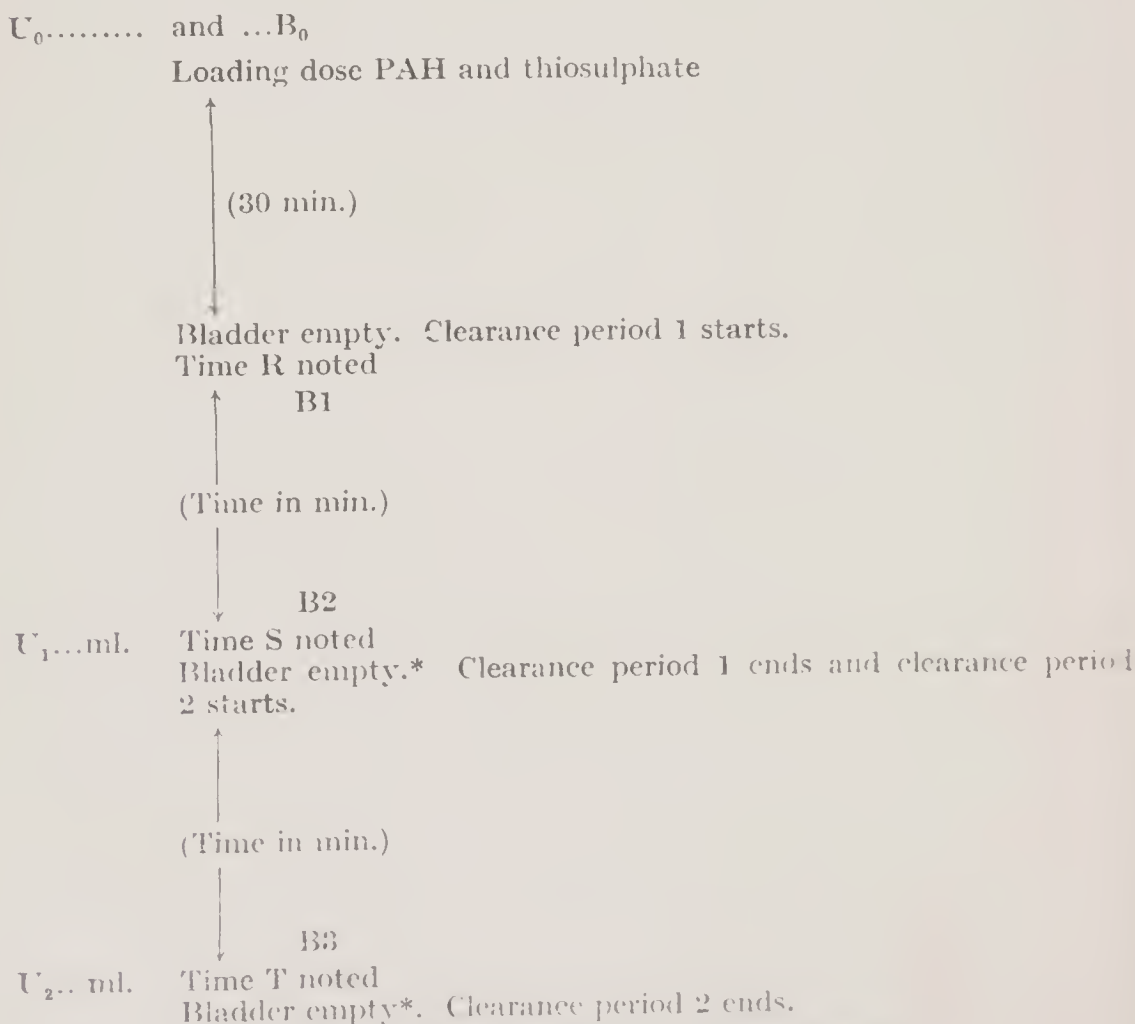 U₀......... and ...B₀
Loading dose PAH and thiosulphate
(30 min.)
Bladder empty. Clearance period 1 starts.
Time R noted
B1
(Time in min.)
B2
U₁...ml. Time S noted
Bladder empty.* Clearance period 1 ends and clearance period
2 starts.
(Time in min.)
B3
U₂.. ml. Time T noted
Bladder empty*. Clearance period 2 ends.